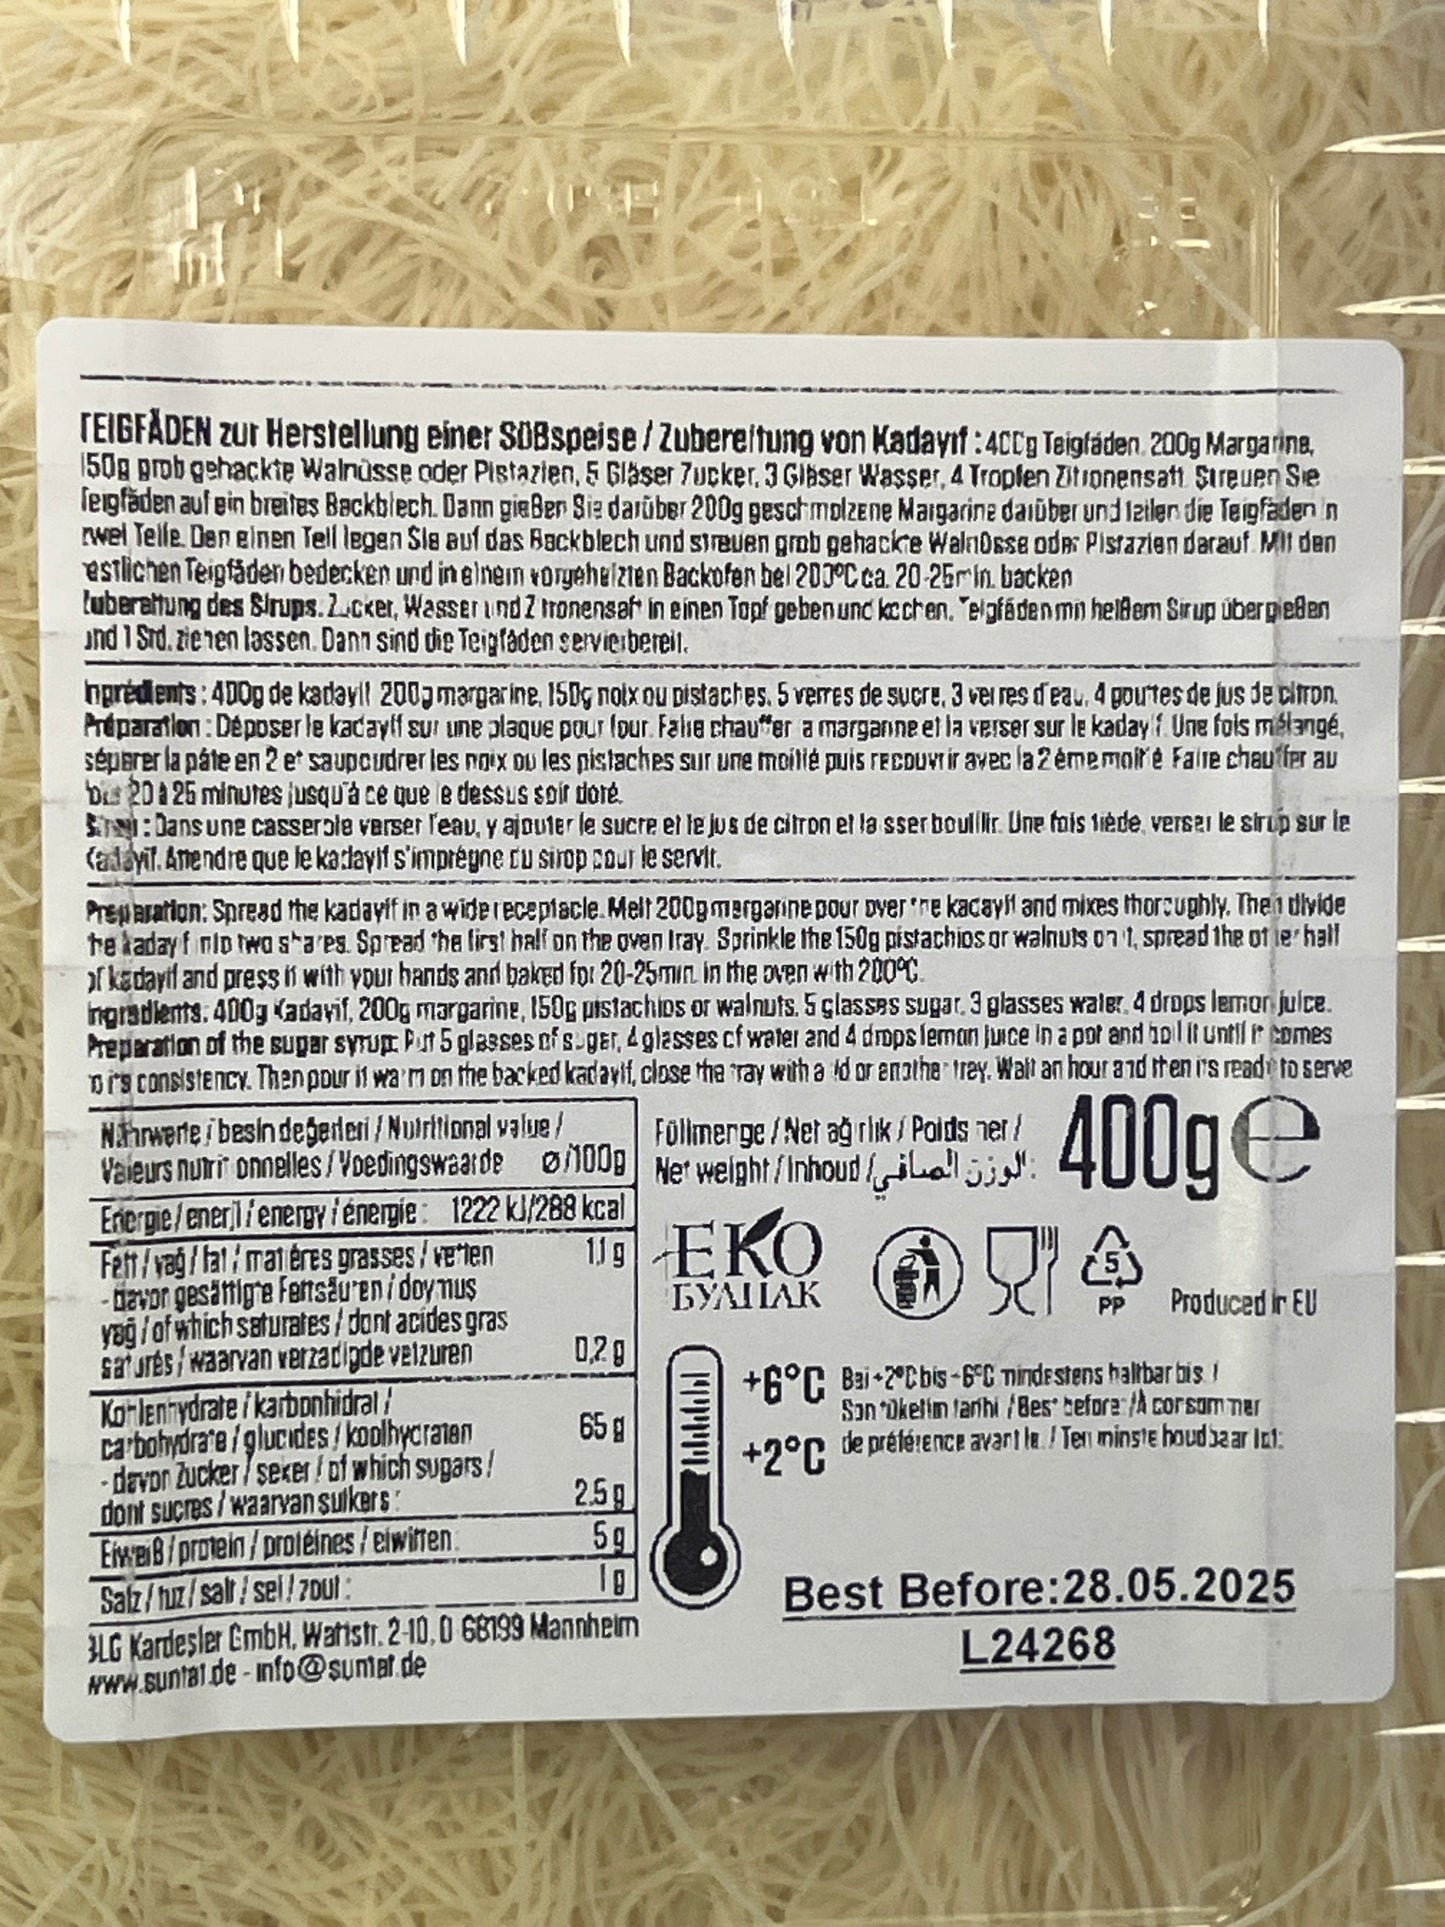 TEIGFÄDEN zur Herstellung einer Süßspeise / Zubereitung von Kadayıf : 400g Teigfäden, 200g Margarine,
150g grob gehackte Walnüsse oder Pistazien, 5 Gläser Zucker, 3 Gläser Wasser, 4 Tropfen Zitronensaft. Streuen Sie
Teigfäden auf ein breites Backblech. Dann gießen Sie darüber 200g geschmolzene Margarine darüber und teilen die Teigfäden in
zwei Teile. Den einen Teil legen Sie auf das Backblech und streuen grob gehackte Walnüsse oder Pistazien darauf. Mit den
restlichen Teigfäden bedecken und in einem vorgeheizten Backofen bei 200°C ca. 20-25min. backen
Zubereitung des Sirups: Zucker, Wasser und Zitronensaft in einen Topf geben und kochen. Teigfäden mit heißem Sirup übergießen
und 1 Std. ziehen lassen. Dann sind die Teigfäden servierbereit.
Ingrédients : 400g de kadayif 200g margarine, 150g noix ou pistaches, 5 verres de sucre, 3 verres d'eau, 4 gouttes de jus de citron.
Préparation : Déposer le kadayif sur une plaque pour four. Faire chauffer la margarine et la verser sur le kadayif. Une fois mélangé,
séparer la pâte en 2 et saupoudrer les noix ou les pistaches sur une moitié puis recouvrir avec la 2 ème moitié Faire chauffer au
20 à 25 minutes jusqu'à ce que le dessus soit doré.
Sirop : Dans une casserole verser l'eau, y ajouter le sucre et le jus de citron et laisser bouillir. Une fois tiède, verser le sirop sur le
Kadayif. Attendre que le kadayif s'imprégne du sirop pour le servir.
Preparation: Spread the kadayif in a wide receptacle. Melt 200g margarine pour over the kadayif and mixes thoroughly. Then divide
the kadayif into two shares. Spread the first half on the oven tray. Sprinkle the 150g pistachios or walnuts on it, spread the other half
of kadayif and press it with your hands and baked for 20-25min. in the oven with 200°C.
Ingredients: 400g Kadayif, 200g margarine, 150g pistachios or walnuts, 5 glasses sugar, 3 glasses water, 4 drops lemon juice.
Preparation of the sugar syrup: Put 5 glasses of sugar, 4 glasses of water and 4 drops lemon juice in a pot and boil it until it comes
to it's consistency. Then pour it warm on the backed kadayif, close the tray with a lid or another trey. Wait an hour and then its ready to serve
Nährwerte / besin değerleri / Nutritional value /
Valeurs nutritionnelles / Voedingswaarde ø/100g
Energie / enerji / energy / énergie : 1222 kJ/288 kcal
Fett / yağ / fat / matiéres grasses / vetten 1,1 g
- davon gesättigte Fettsäuren / doymuş
yağ / of which saturates / dont acides gras
saturés / waarvan verzadigde vetzuren 0,2 g
Kohlenhydrate / karbonhidrat /
carbohydrate / glucides / koolhydraten 65 g
- davon Zucker / seker / of which sugars /
dont sucres / waarvan suikers : 2,5 g
Eiweiß / protein / protéines / eiwitten : 5 g
Salz / tuz / salt / sel / zout : 1 g
BLG Kardeşler GmbH, Wattstr. 2-10, D 68199 Mannheim
www.suntat.de - info@suntat.de
Füllmenge / Net ağırlık / Poids net /
Net weight / Inhoud / الوزن الصافي: 400g ℮
EKO
БУЛПАК
5
PP
Produced in EU
+6°C
+2°C
Bei +2°C bis +6°C mindestens haltbar bis: /
Son tüketim tarihi / Best before: / À consommer
de préférence avant le: / Ten minste houdbaar tot:
Best Before:28.05.2025
L24268